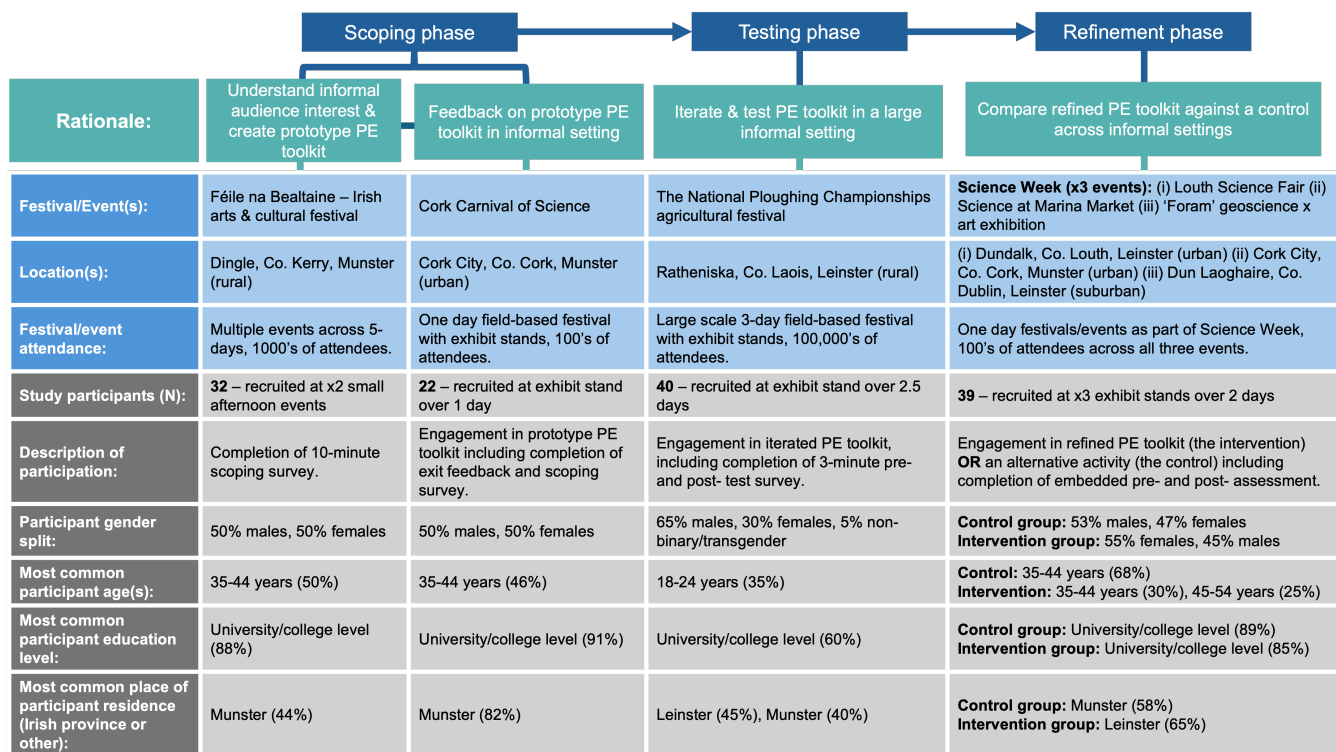 Scoping phase
Testing phase
Refinement phase
Rationale:
Understand informal
audience interest &
create prototype PE
toolkit
Feedback on prototype PE
toolkit in informal setting
Iterate & test PE toolkit in a large
informal setting
Compare refined PE toolkit against a control
across informal settings
Festival/Event(s):
Féile na Bealtaine – Irish
arts & cultural festival
Cork Carnival of Science
The National Ploughing Championships
agricultural festival
Science Week (x3 events): (i) Louth Science Fair (ii)
Science at Marina Market (iii) ‘Foram’ geoscience x
art exhibition
Location(s):
Dingle, Co. Kerry, Munster
(rural)
Cork City, Co. Cork, Munster
(urban)
Ratheniska, Co. Laois, Leinster (rural)
(i) Dundalk, Co. Louth, Leinster (urban) (ii) Cork City,
Co. Cork, Munster (urban) (iii) Dun Laoghaire, Co.
Dublin, Leinster (suburban)
Festival/event
attendance:
Multiple events across 5-
days, 1000’s of attendees.
One day field-based festival
with exhibit stands, 100’s of
attendees.
Large scale 3-day field-based festival
with exhibit stands, 100,000’s of
attendees.
One day festivals/events as part of Science Week,
100’s of attendees across all three events.
Study participants (N):
32 – recruited at x2 small
afternoon events
22 – recruited at exhibit stand
over 1 day
40 – recruited at exhibit stand over 2.5
days
39 – recruited at x3 exhibit stands over 2 days
Description of
participation:
Completion of 10-minute
scoping survey.
Engagement in prototype PE
toolkit including completion of
exit feedback and scoping
survey.
Engagement in iterated PE toolkit,
including completion of 3-minute pre-
and post- test survey.
Engagement in refined PE toolkit (the intervention)
OR an alternative activity (the control) including
completion of embedded pre- and post- assessment.
Participant gender
split:
50% males, 50% females
50% males, 50% females
65% males, 30% females, 5% non-
binary/transgender
Control group: 53% males, 47% females
Intervention group: 55% females, 45% males
Most common
participant age(s):
35-44 years (50%)
35-44 years (46%)
18-24 years (35%)
Control: 35-44 years (68%)
Intervention: 35-44 years (30%), 45-54 years (25%)
Most common
participant education
level:
University/college level
(88%)
University/college level (91%)
University/college level (60%)
Control group: University/college level (89%)
Intervention group: University/college level (85%)
Most common place of
participant residence
(Irish province or
other):
Munster (44%)
Munster (82%)
Leinster (45%), Munster (40%)
Control group: Munster (58%)
Intervention group: Leinster (65%)